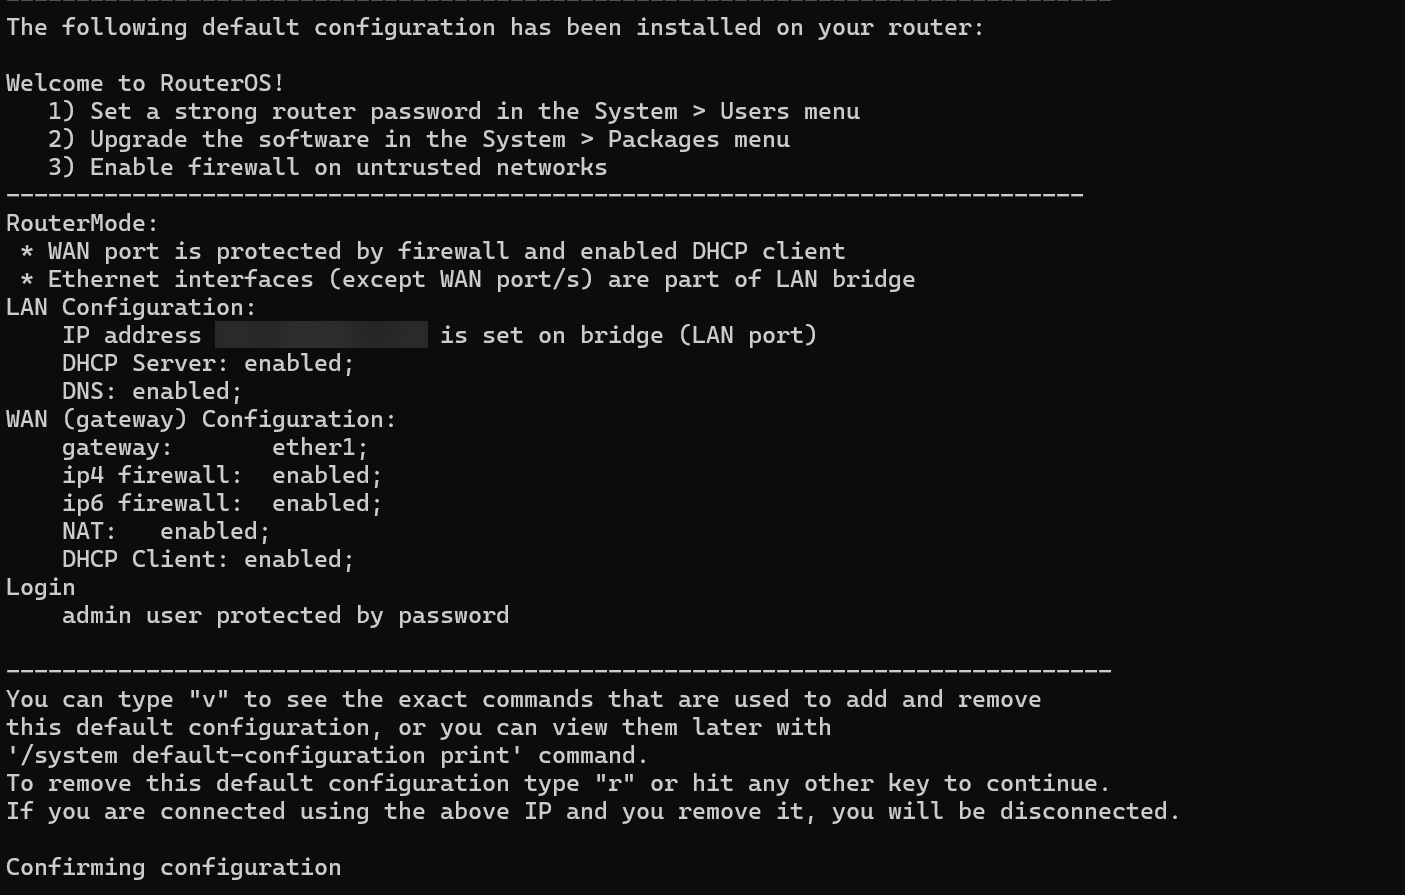 --------------------------------------------------------------------------------
The following default configuration has been installed on your router:

Welcome to RouterOS!
   1) Set a strong router password in the System > Users menu
   2) Upgrade the software in the System > Packages menu
   3) Enable firewall on untrusted networks
-----------------------------------------------------------------------------
RouterMode:
 * WAN port is protected by firewall and enabled DHCP client
 * Ethernet interfaces (except WAN port/s) are part of LAN bridge
LAN Configuration:
    IP address is set on bridge (LAN port)
    DHCP Server: enabled;
    DNS: enabled;
WAN (gateway) Configuration:
    gateway:       ether1;
    ip4 firewall:  enabled;
    ip6 firewall:  enabled;
    NAT:   enabled;
    DHCP Client: enabled;
Login
    admin user protected by password

-------------------------------------------------------------------------------
You can type "v" to see the exact commands that are used to add and remove
this default configuration, or you can view them later with
'/system default-configuration print' command.
To remove this default configuration type "r" or hit any other key to continue.
If you are connected using the above IP and you remove it, you will be disconnected.

Confirming configuration